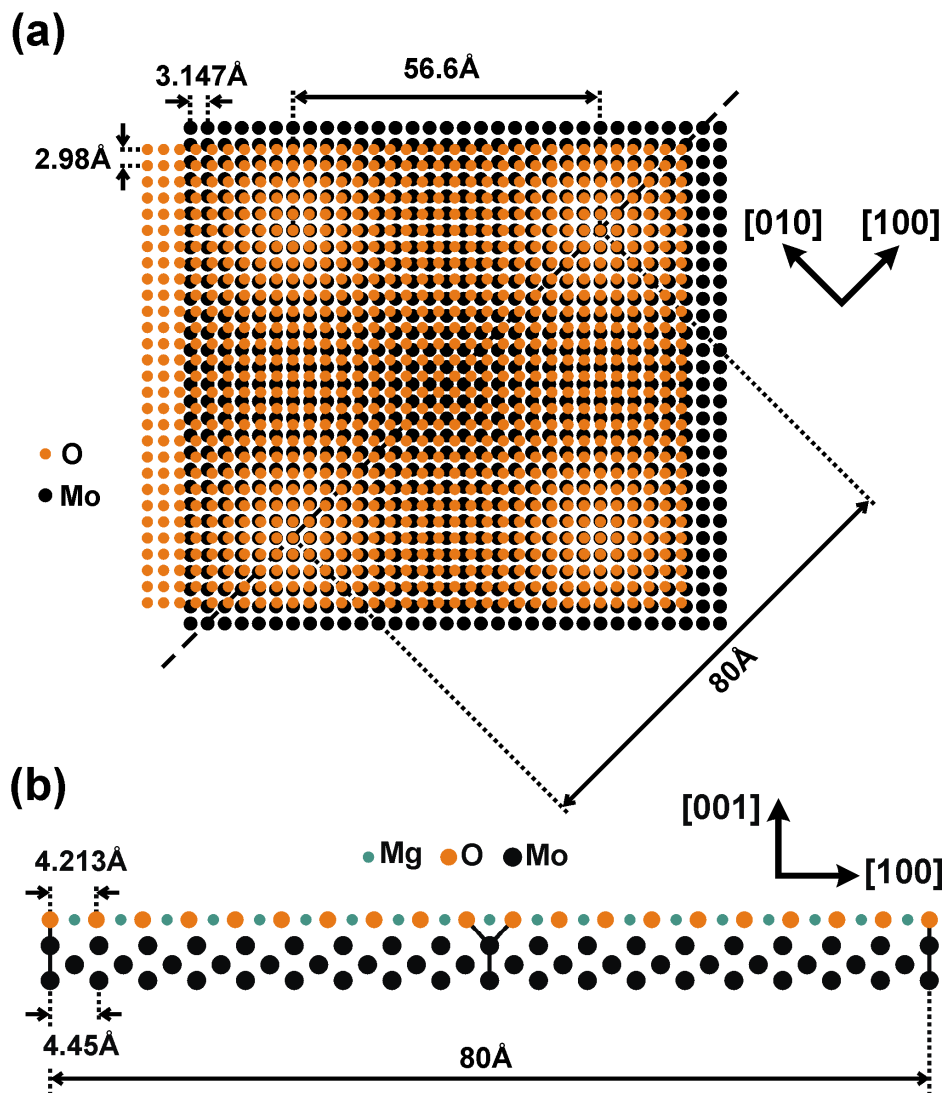 (a)
3.147Å
56.6Å
2.98Å
[010] [100]
O
Mo
80Å
(b)
[001]
[100]
Mg O Mo
4.213Å
4.45Å
80Å